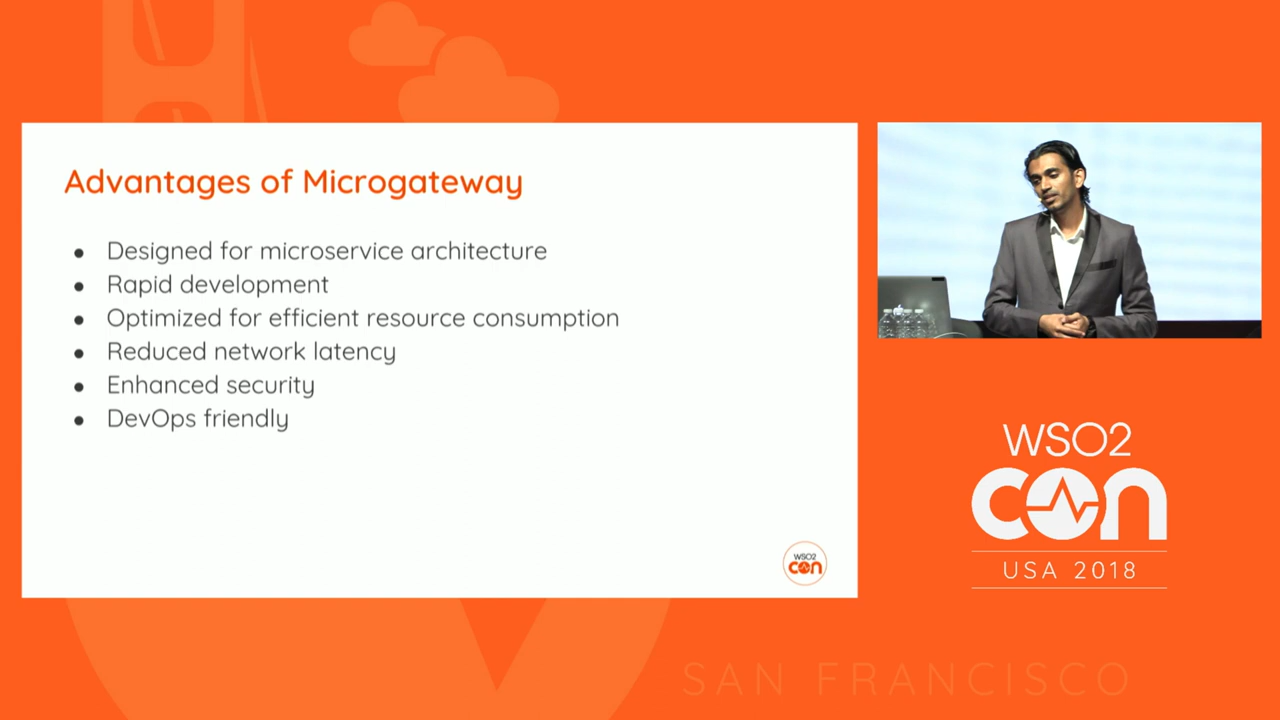 Advantages of Microgateway
● Designed for microservice architecture
● Rapid development
● Optimized for efficient resource consumption
● Reduced network latency
● Enhanced security
● DevOps friendly
WSO2
con
WSO2
con
USA 2018
SAN FRANCISCO